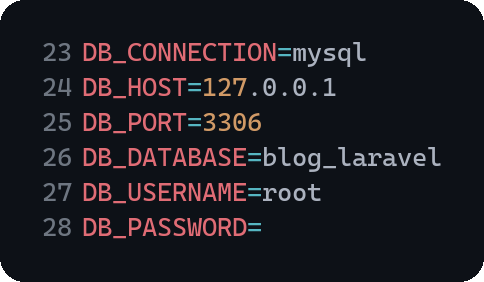 23 DB_CONNECTION=mysql
24 DB_HOST=127.0.0.1
25 DB_PORT=3306
26 DB_DATABASE=blog_laravel
27 DB_USERNAME=root
28 DB_PASSWORD=